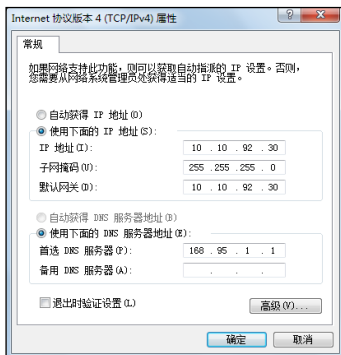 Internet 协议版本 4 (TCP/IPv4) 属性
常规
如果网络支持此功能，则可以获取自动指派的 IP 设置。否则，
您需要从网络系统管理员处获得适当的 IP 设置。
自动获得 IP 地址(O)
使用下面的 IP 地址(S):
IP 地址(I): 10 . 10 . 92 . 30
子网掩码(U): 255 .255 .255 . 0
默认网关(D): 10 . 10 . 92 . 30
自动获得 DNS 服务器地址(B)
使用下面的 DNS 服务器地址(E):
首选 DNS 服务器(P): 168 . 95 . 1 . 1
备用 DNS 服务器(A): . . .
退出时验证设置(L)
高级(V)...
确定 取消